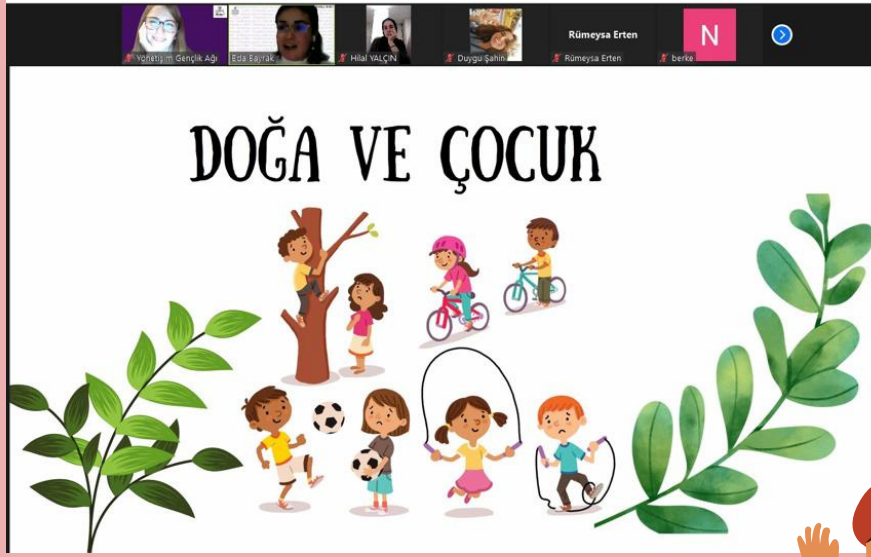 Rümeysa Erten
N
Yönetişim Gençlik Ağı
Eda Bayrak
Hilal YALÇIN
Duygu Şahin
Rümeysa Erten
berke
DOĞA VE ÇOCUK